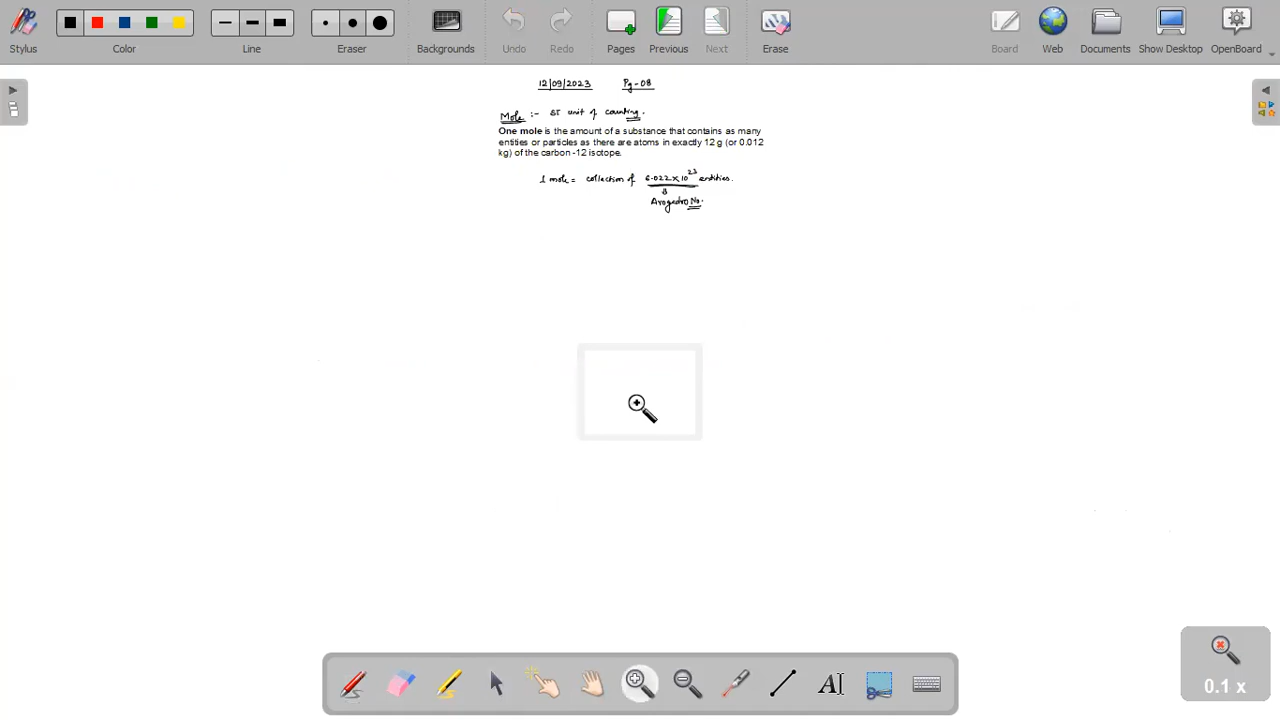 Stylus
Color
Line
Eraser
Backgrounds
Undo
Redo
Pages
Previous
Next
Erase
Board
Web
Documents
Show Desktop
OpenBoard
12/09/2023 Pg-08
Mole :- SI unit of counting.
One mole is the amount of a substance that contains as many
entities or particles as there are atoms in exactly 12 g (or 0.012
kg) of the carbon -12 isotope.
1 mole = collection of 6.022 × 10²³ entities.
Avogadro No.
0.1 x